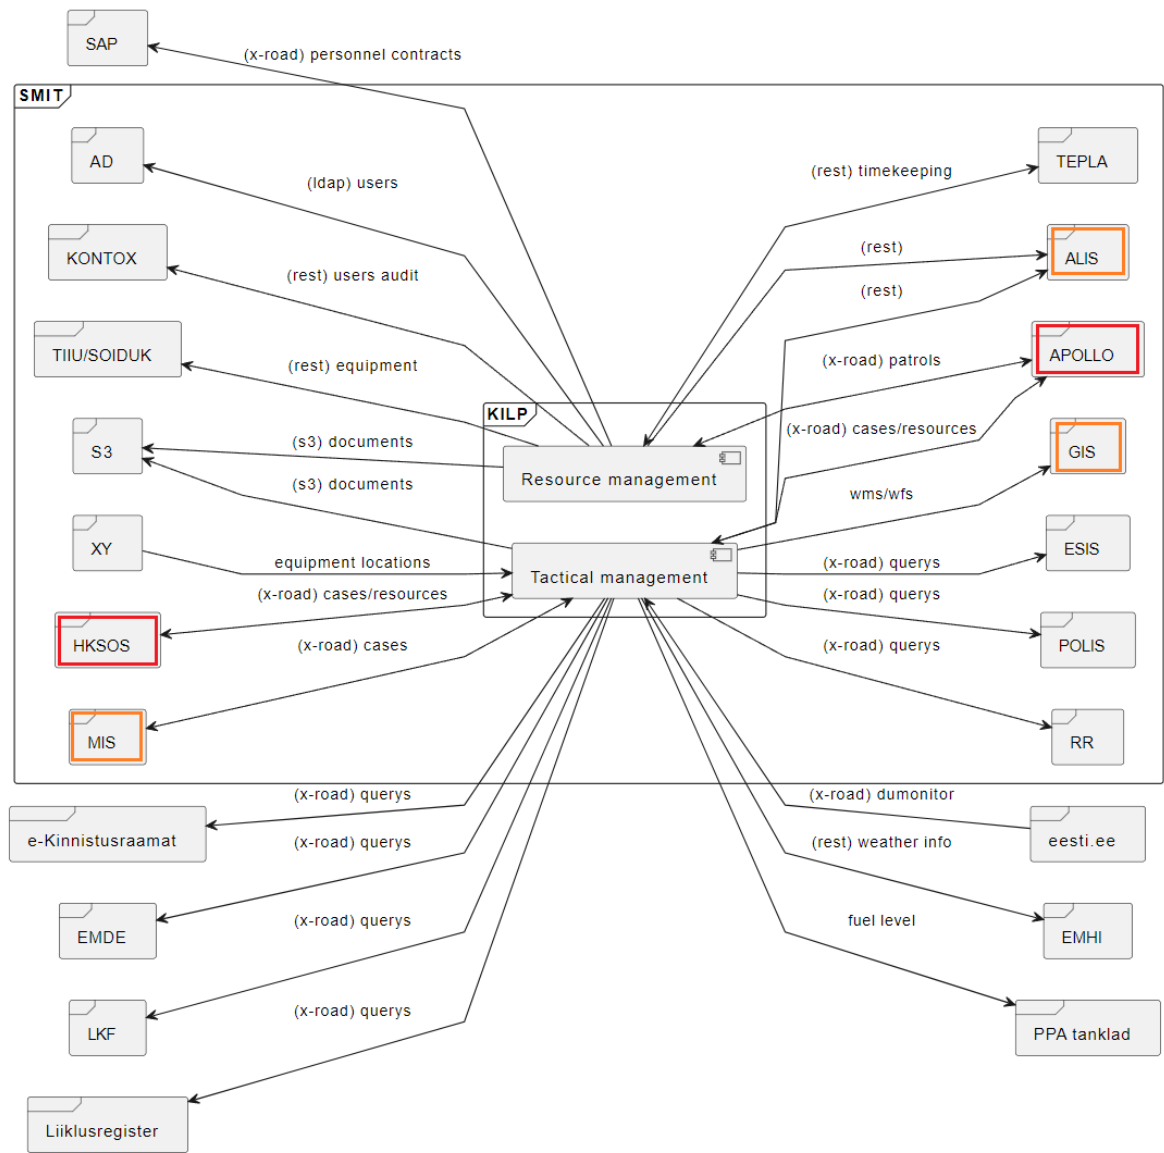 SAP
(x-road) personnel contracts
SMIT
AD
(ldap) users
(rest) timekeeping
TEPLA
KONTOX
(rest) users audit
(rest)
ALIS
(rest)
TIIU/SOIDUK
(rest) equipment
(x-road) patrols
APOLLO
KILP
(x-road) cases/resources
S3
(s3) documents
Resource management
GIS
(s3) documents
wms/wfs
XY
equipment locations
Tactical management
(x-road) querys
ESIS
(x-road) cases/resources
(x-road) querys
HKSOS
(x-road) cases
(x-road) querys
POLIS
MIS
RR
(x-road) querys
(x-road) dumonitor
e-Kinnistusraamat
(x-road) querys
(rest) weather info
eesti.ee
EMDE
(x-road) querys
fuel level
EMHI
LKF
(x-road) querys
PPA tanklad
Liiklusregister